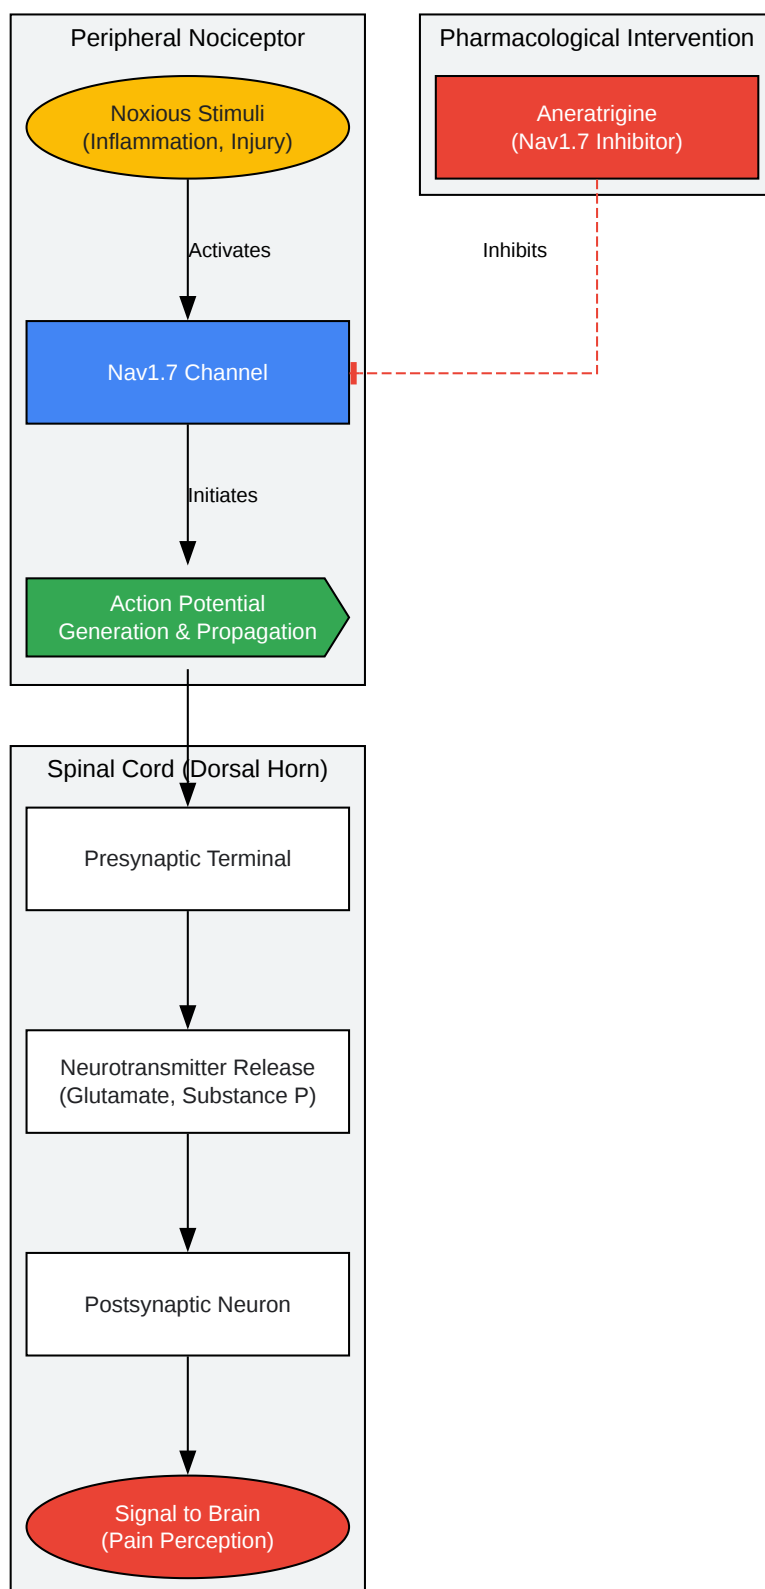 Peripheral Nociceptor
Noxious Stimuli
(Inflammation, Injury)
Activates
Nav1.7 Channel
Initiates
Action Potential
Generation & Propagation
Pharmacological Intervention
Aneratrigine
(Nav1.7 Inhibitor)
Inhibits
Spinal Cord (Dorsal Horn)
Presynaptic Terminal
Neurotransmitter Release
(Glutamate, Substance P)
Postsynaptic Neuron
Signal to Brain
(Pain Perception)